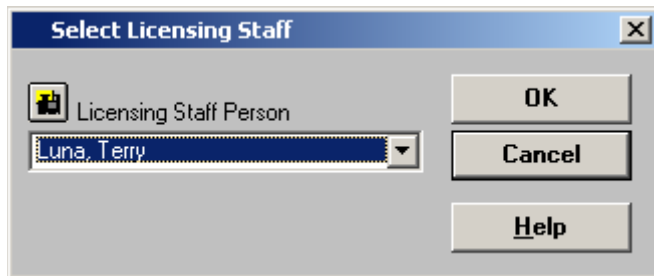 Select Licensing Staff
Licensing Staff Person
Luna, Terry
OK
Cancel
Help